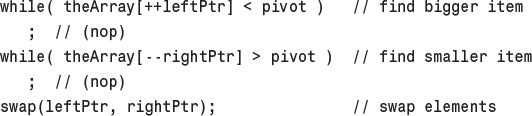 while( theArray[++leftPtr] < pivot )   // find bigger item
   ;  // (nop)
while( theArray[--rightPtr] > pivot )  // find smaller item
   ;  // (nop)
swap(leftPtr, rightPtr);               // swap elements